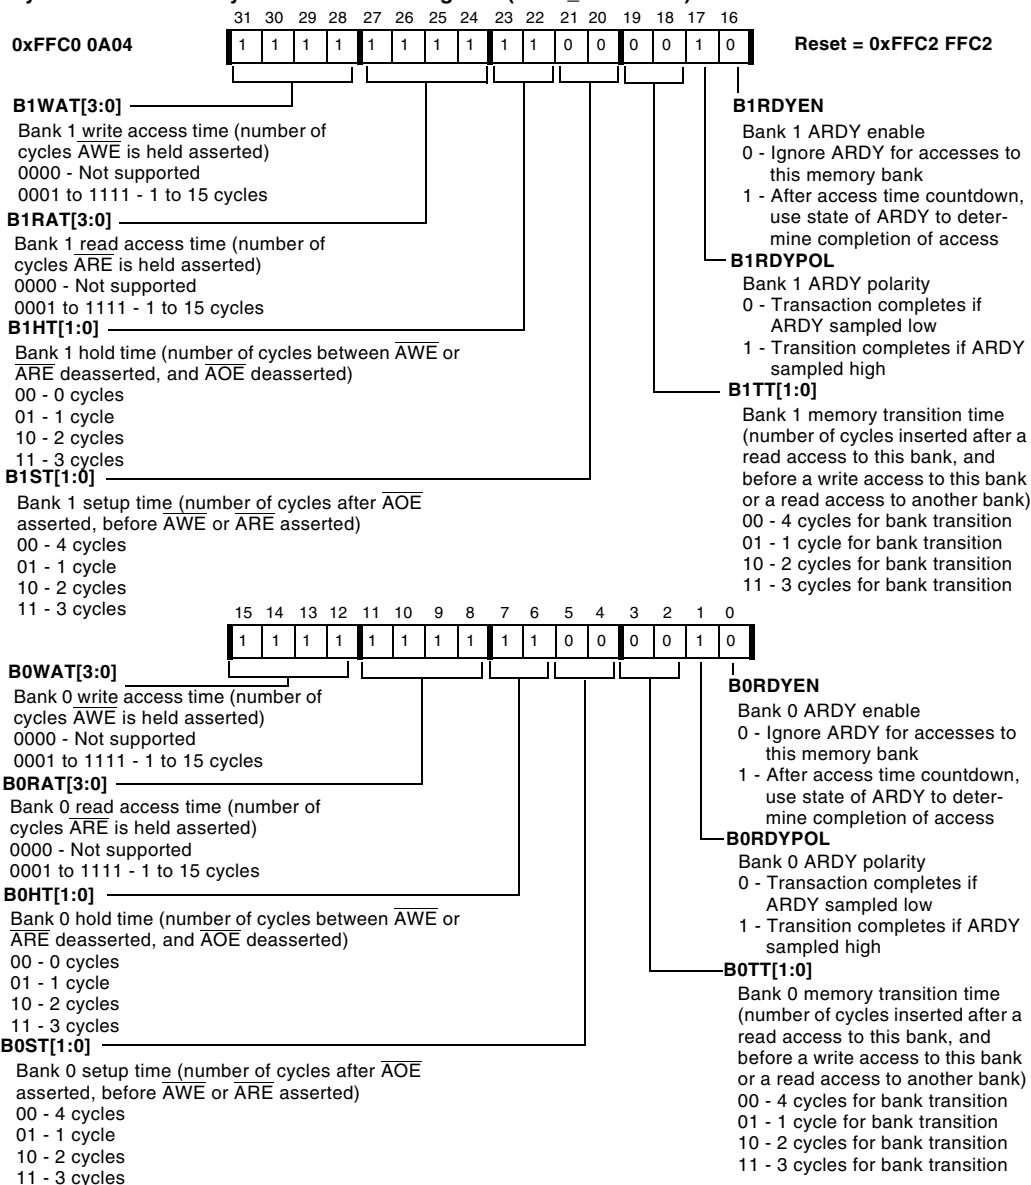 31 30 29 28 27 26 25 24 23 22 21 20 19 18 17 16
0xFFC0 0A04
1 1 1 1 1 1 1 1 1 1 0 0 0 0 1 0
Reset = 0xFFC2 FFC2
B1WAT[3:0]
Bank 1 write access time (number of
cycles AWE is held asserted)
0000 - Not supported
0001 to 1111 - 1 to 15 cycles
B1RAT[3:0]
Bank 1 read access time (number of
cycles ARE is held asserted)
0000 - Not supported
0001 to 1111 - 1 to 15 cycles
B1HT[1:0]
Bank 1 hold time (number of cycles between AWE or
ARE deasserted, and AOE deasserted)
00 - 0 cycles
01 - 1 cycle
10 - 2 cycles
11 - 3 cycles
B1ST[1:0]
Bank 1 setup time (number of cycles after AOE
asserted, before AWE or ARE asserted)
00 - 4 cycles
01 - 1 cycle
10 - 2 cycles
11 - 3 cycles
B1RDYEN
Bank 1 ARDY enable
0 - Ignore ARDY for accesses to
this memory bank
1 - After access time countdown,
use state of ARDY to deter-
mine completion of access
B1RDYPOL
Bank 1 ARDY polarity
0 - Transaction completes if
ARDY sampled low
1 - Transition completes if ARDY
sampled high
B1TT[1:0]
Bank 1 memory transition time
(number of cycles inserted after a
read access to this bank, and
before a write access to this bank
or a read access to another bank)
00 - 4 cycles for bank transition
01 - 1 cycle for bank transition
10 - 2 cycles for bank transition
11 - 3 cycles for bank transition
15 14 13 12 11 10 9 8 7 6 5 4 3 2 1 0
1 1 1 1 1 1 1 1 1 1 0 0 0 0 1 0
B0WAT[3:0]
Bank 0 write access time (number of
cycles AWE is held asserted)
0000 - Not supported
0001 to 1111 - 1 to 15 cycles
B0RAT[3:0]
Bank 0 read access time (number of
cycles ARE is held asserted)
0000 - Not supported
0001 to 1111 - 1 to 15 cycles
B0HT[1:0]
Bank 0 hold time (number of cycles between AWE or
ARE deasserted, and AOE deasserted)
00 - 0 cycles
01 - 1 cycle
10 - 2 cycles
11 - 3 cycles
B0ST[1:0]
Bank 0 setup time (number of cycles after AOE
asserted, before AWE or ARE asserted)
00 - 4 cycles
01 - 1 cycle
10 - 2 cycles
11 - 3 cycles
B0RDYEN
Bank 0 ARDY enable
0 - Ignore ARDY for accesses to
this memory bank
1 - After access time countdown,
use state of ARDY to deter-
mine completion of access
B0RDYPOL
Bank 0 ARDY polarity
0 - Transaction completes if
ARDY sampled low
1 - Transition completes if ARDY
sampled high
B0TT[1:0]
Bank 0 memory transition time
(number of cycles inserted after a
read access to this bank, and
before a write access to this bank
or a read access to another bank)
00 - 4 cycles for bank transition
01 - 1 cycle for bank transition
10 - 2 cycles for bank transition
11 - 3 cycles for bank transition